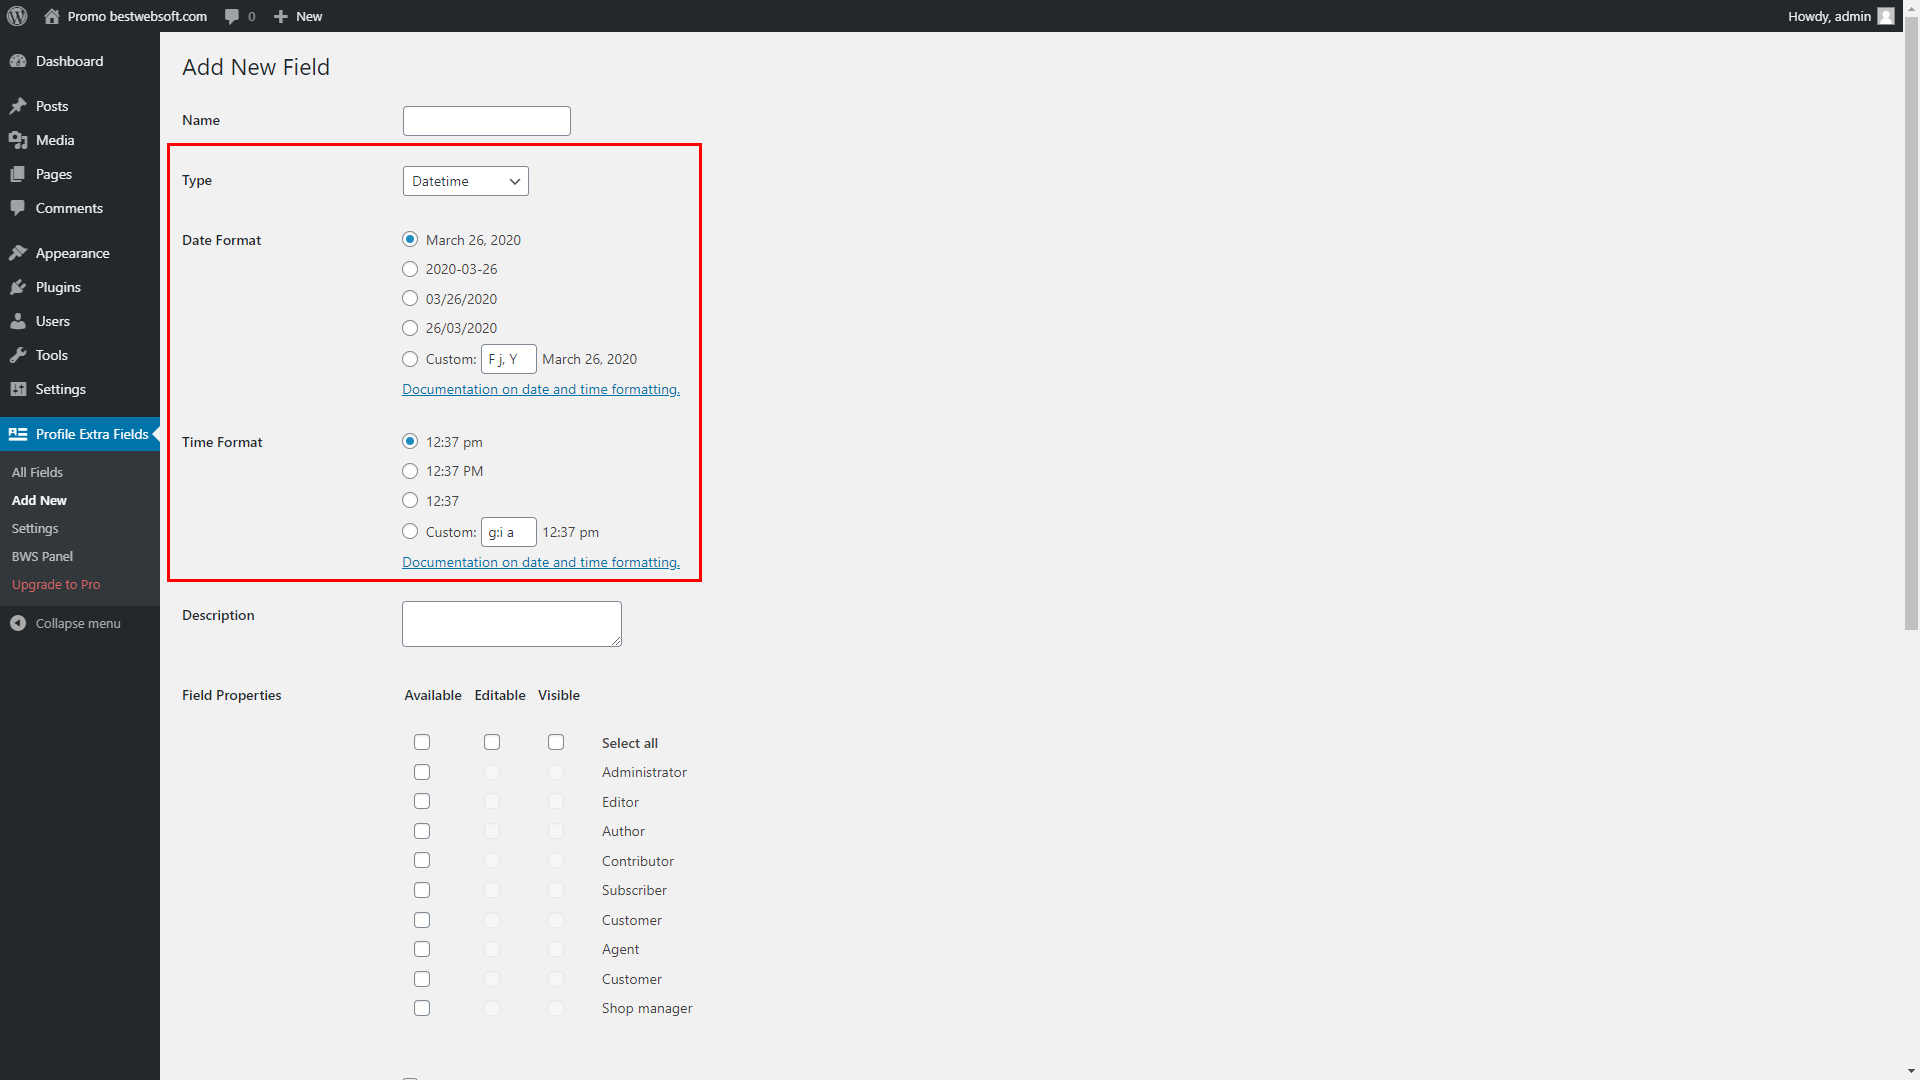 Promo bestwebsoft.com 0 New Howdy, admin
Dashboard
Posts
Media
Pages
Comments
Appearance
Plugins
Users
Tools
Settings
Profile Extra Fields
All Fields
Add New
Settings
BWS Panel
Upgrade to Pro
Collapse menu
Add New Field
Name
Type Datetime
Date Format March 26, 2020
2020-03-26
03/26/2020
26/03/2020
Custom: F j, Y March 26, 2020
Documentation on date and time formatting.
Time Format 12:37 pm
12:37 PM
12:37
Custom: g:i a 12:37 pm
Documentation on date and time formatting.
Description
Field Properties Available Editable Visible
Select all
Administrator
Editor
Author
Contributor
Subscriber
Customer
Agent
Customer
Shop manager